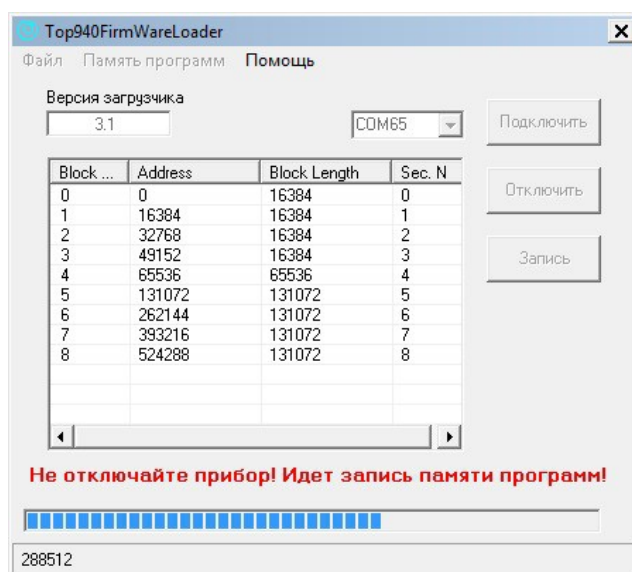 Top940FirmWareLoader
Файл Память программ Помощь
Версия загрузчика
3.1
COM65
Подключить
Отключить
Запись
Block ... Address Block Length Sec. N
0 0 16384 0
1 16384 16384 1
2 32768 16384 2
3 49152 16384 3
4 65536 65536 4
5 131072 131072 5
6 262144 131072 6
7 393216 131072 7
8 524288 131072 8
Не отключайте прибор! Идет запись памяти программ!
288512